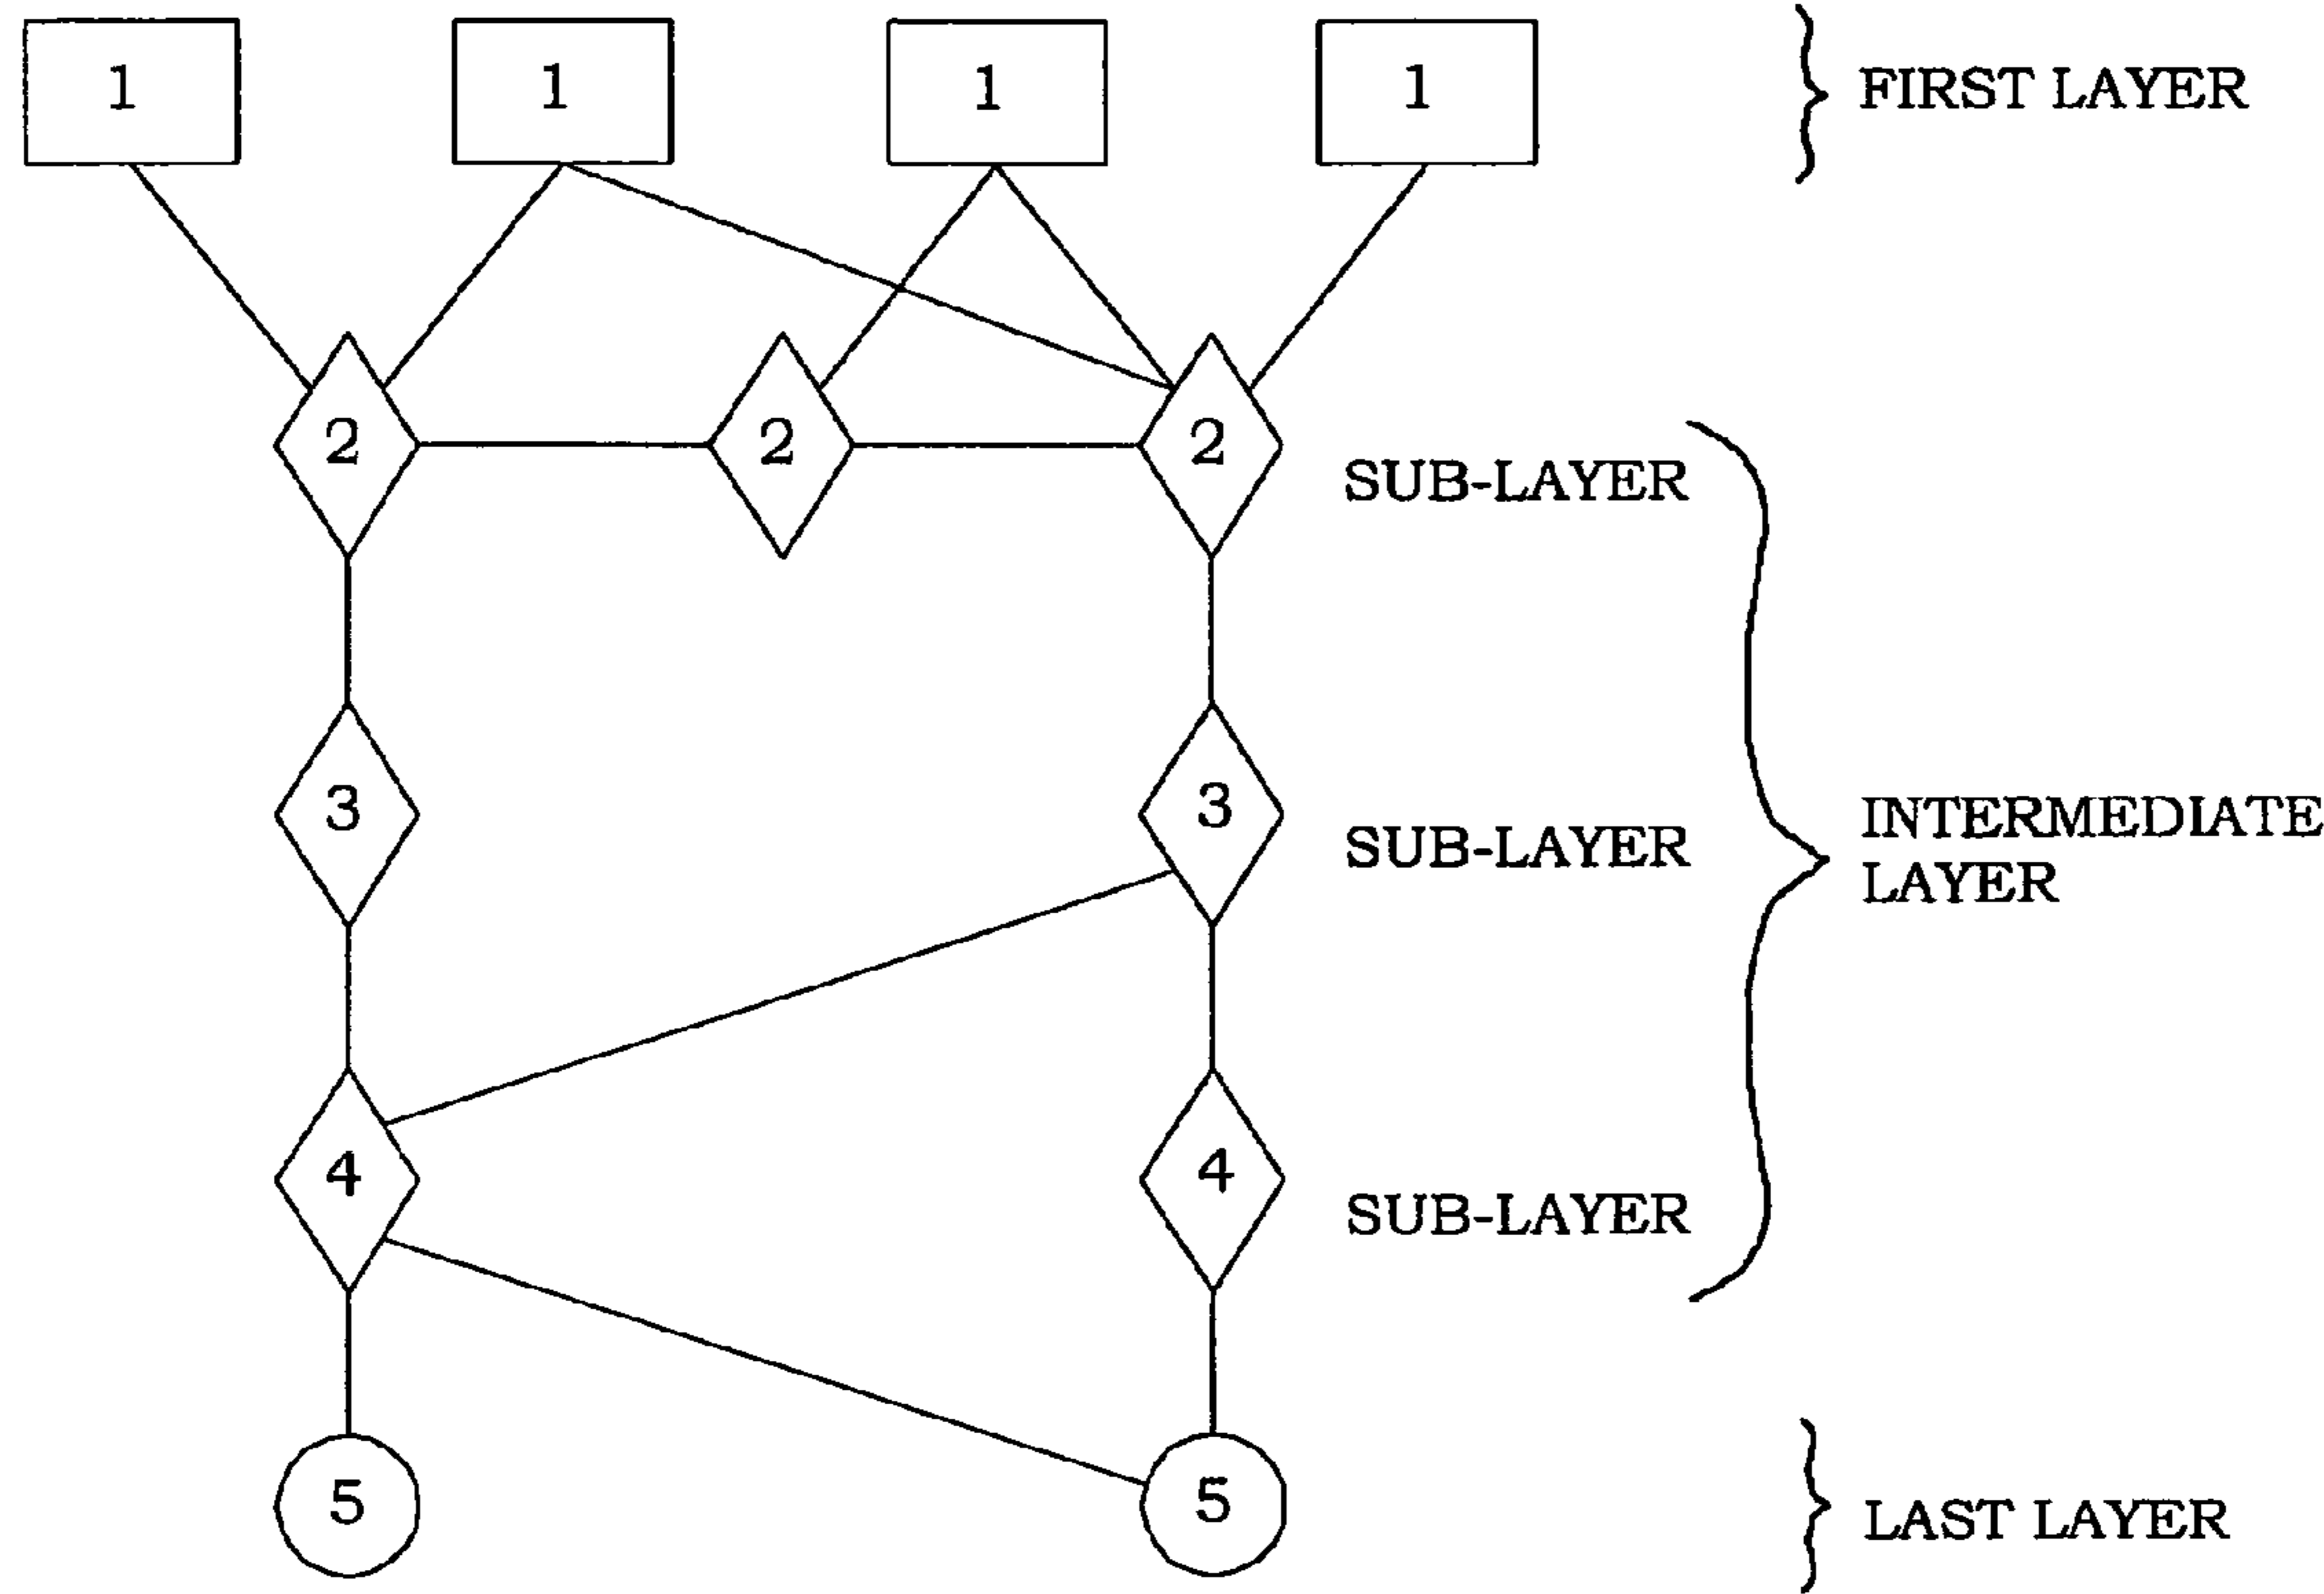 1 1 1 1 FIRST LAYER
2 2 2
SUB-LAYER
3 3
SUB-LAYER
INTERMEDIATE
LAYER
4 4
SUB-LAYER
5 5
LAST LAYER